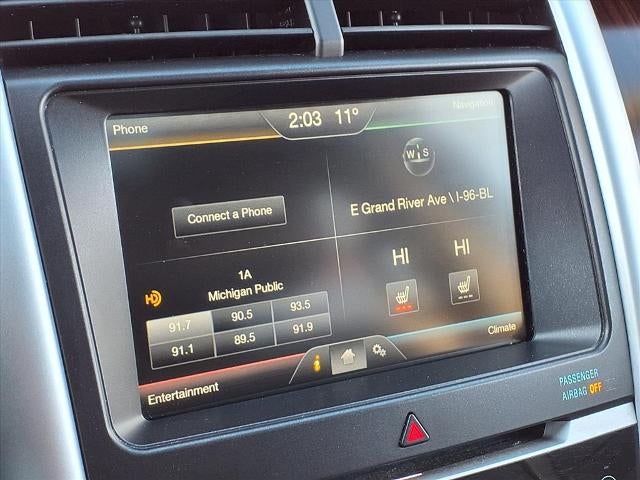 Phone
2:03 11°
Navigation
W S
Connect a Phone
E Grand River Ave \ I-96-BL
HI HI
HD
1A
Michigan Public
91.7 90.5 93.5
91.1 89.5 91.9
i
Climate
Entertainment
PASSENGER
AIRBAG OFF